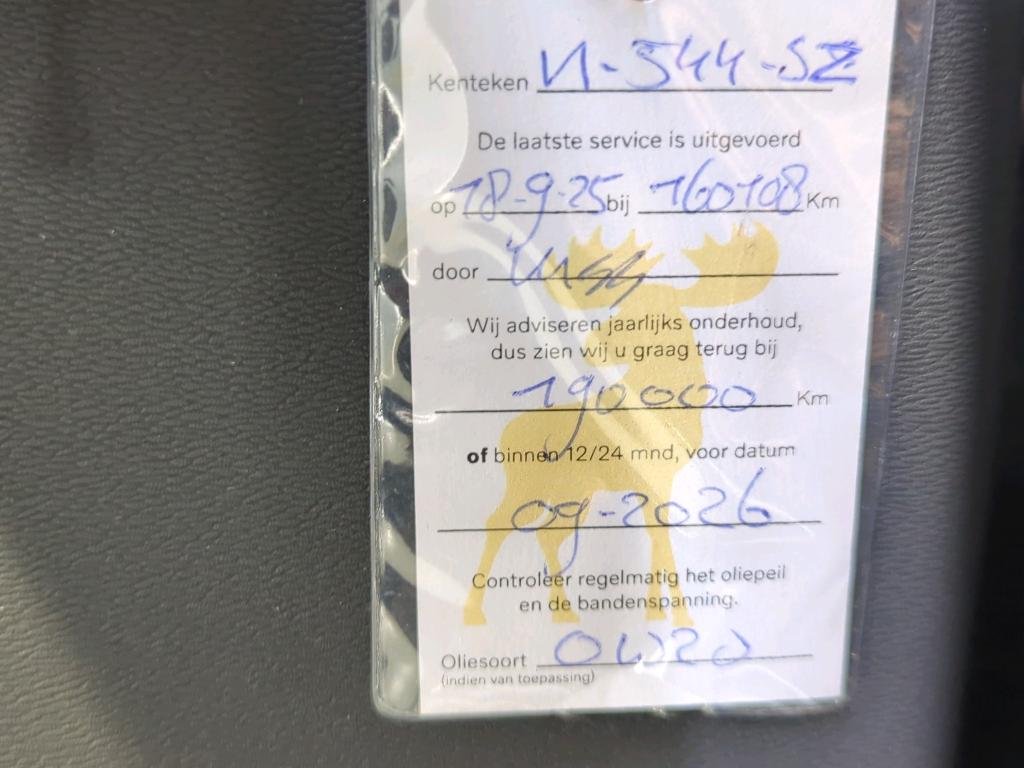 Kenteken N-544-SZ
De laatste service is uitgevoerd
op 18-9-25 bij 160108 Km
door
Wij adviseren jaarlijks onderhoud,
dus zien wij u graag terug bij
190000 Km
of binnen 12/24 mnd, voor datum
09-2026
Controleer regelmatig het oliepeil
en de bandenspanning.
Oliesoort 0W20
(indien van toepassing)